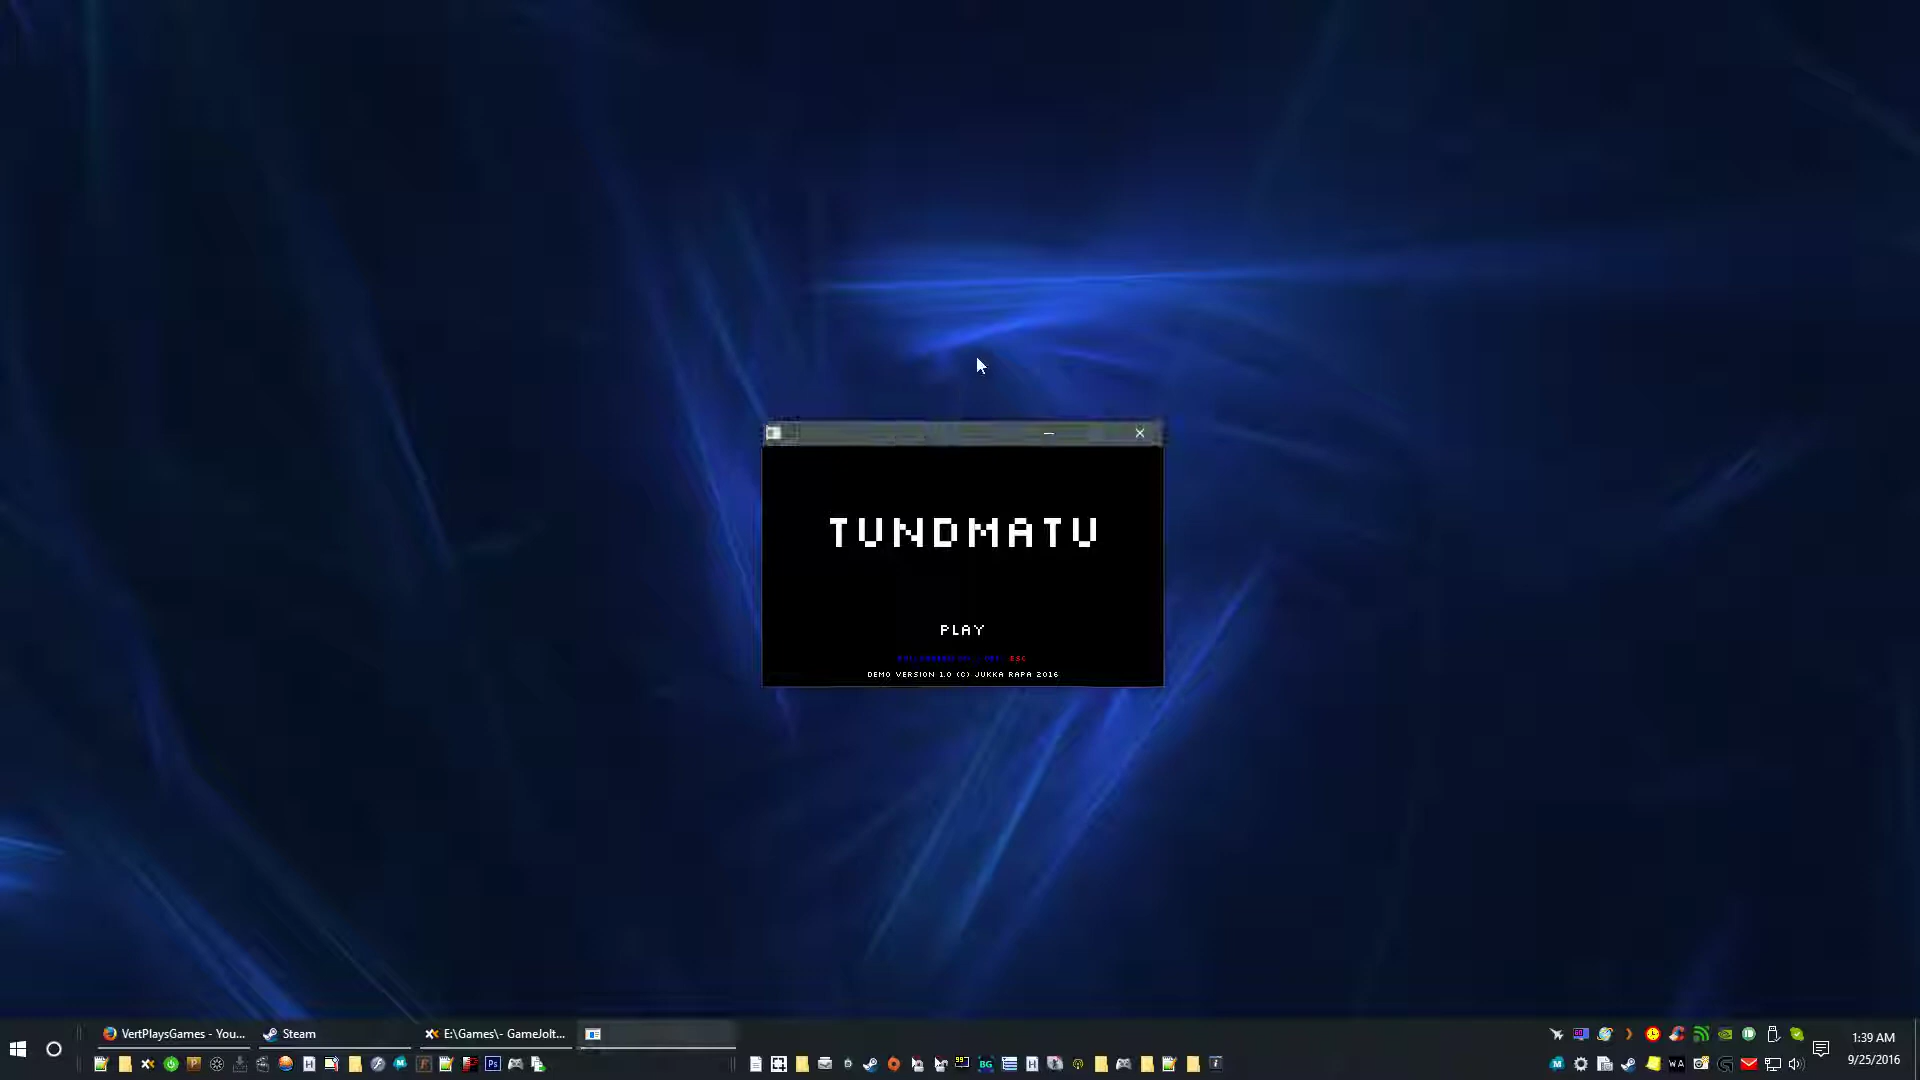 TUNDMATU
PLAY
ESC
DEMO VERSION 1.0 (C) JUKKA RAPA 2016
VertPlaysGames - You...
Steam
E:\Games\- GameJolt...
1:39 AM
9/25/2016